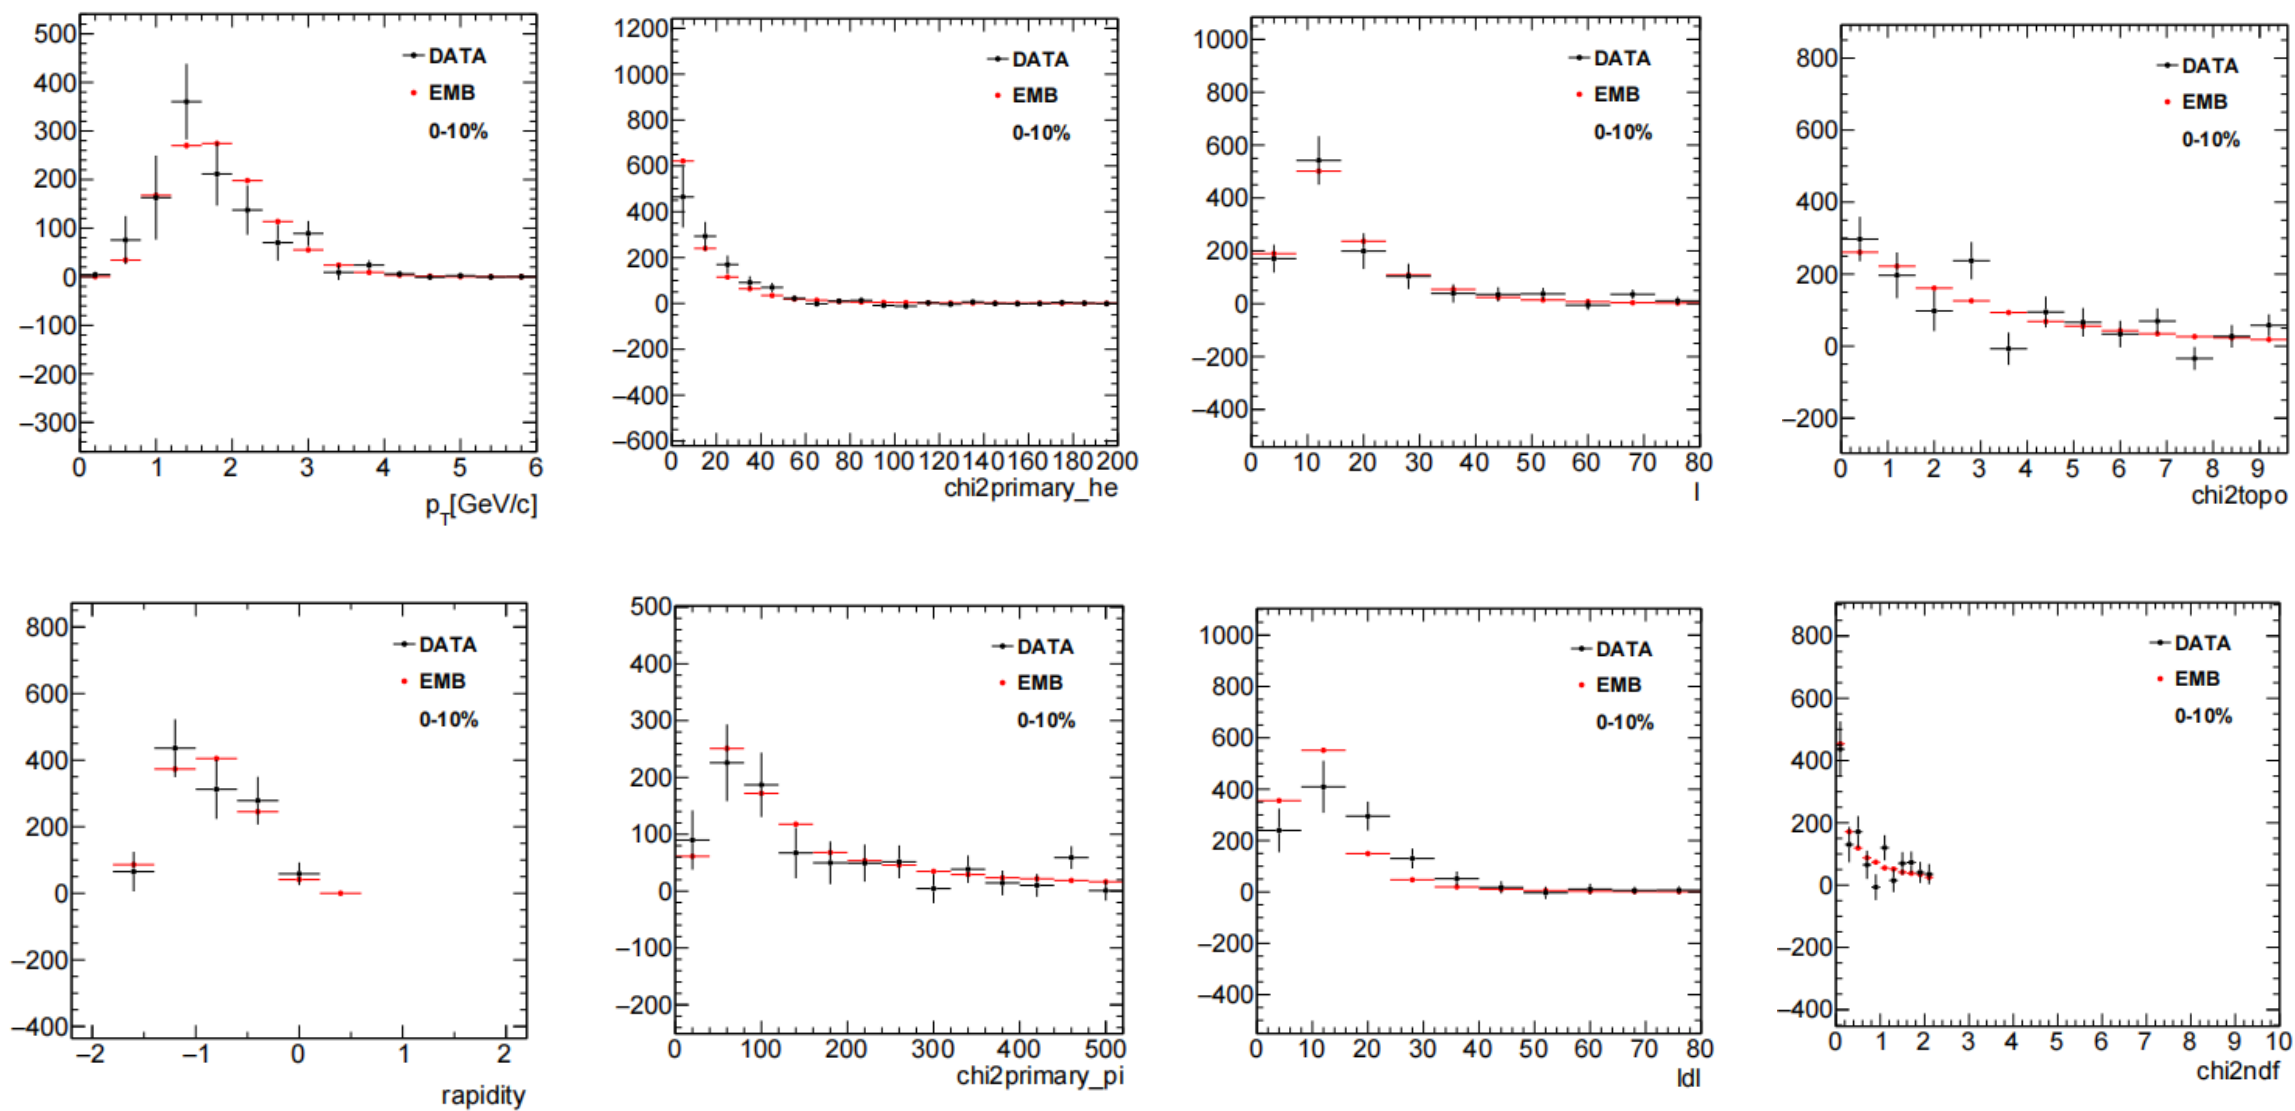 500
400
300
200
100
0
−100
−200
−300
0 1 2 3 4 5 6
p_T[GeV/c]
DATA
EMB
0-10%
1200
1000
800
600
400
200
0
−200
−400
−600
0 20 40 60 80 100 120 140 160 180 200
chi2primary_he
DATA
EMB
0-10%
1000
800
600
400
200
0
−200
−400
0 10 20 30 40 50 60 70 80
l
DATA
EMB
0-10%
800
600
400
200
0
−200
0 1 2 3 4 5 6 7 8 9
chi2topo
DATA
EMB
0-10%
800
600
400
200
0
−200
−400
−2 −1 0 1 2
rapidity
DATA
EMB
0-10%
500
400
300
200
100
0
−100
−200
0 100 200 300 400 500
chi2primary_pi
DATA
EMB
0-10%
1000
800
600
400
200
0
−200
−400
0 10 20 30 40 50 60 70 80
ldl
DATA
EMB
0-10%
800
600
400
200
0
−200
−400
0 1 2 3 4 5 6 7 8 9 10
chi2ndf
DATA
EMB
0-10%